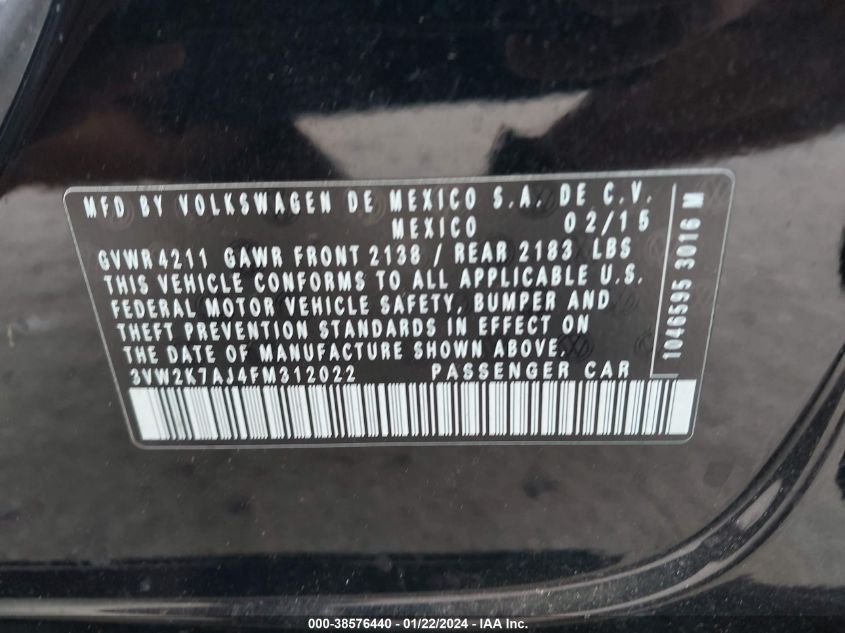 MFD BY VOLKSWAGEN DE MEXICO S.A. DE C.V.
MEXICO 02/15
GVWR 4211 GAWR FRONT 2138 / REAR 2183 LBS
THIS VEHICLE CONFORMS TO ALL APPLICABLE U.S.
FEDERAL MOTOR VEHICLE SAFETY, BUMPER AND
THEFT PREVENTION STANDARDS IN EFFECT ON
THE DATE OF MANUFACTURE SHOWN ABOVE.
3VW2K7AJ4FM312022 PASSENGER CAR
1046595 3016 M
000-38576440 - 01/22/2024 - IAAI.COM.